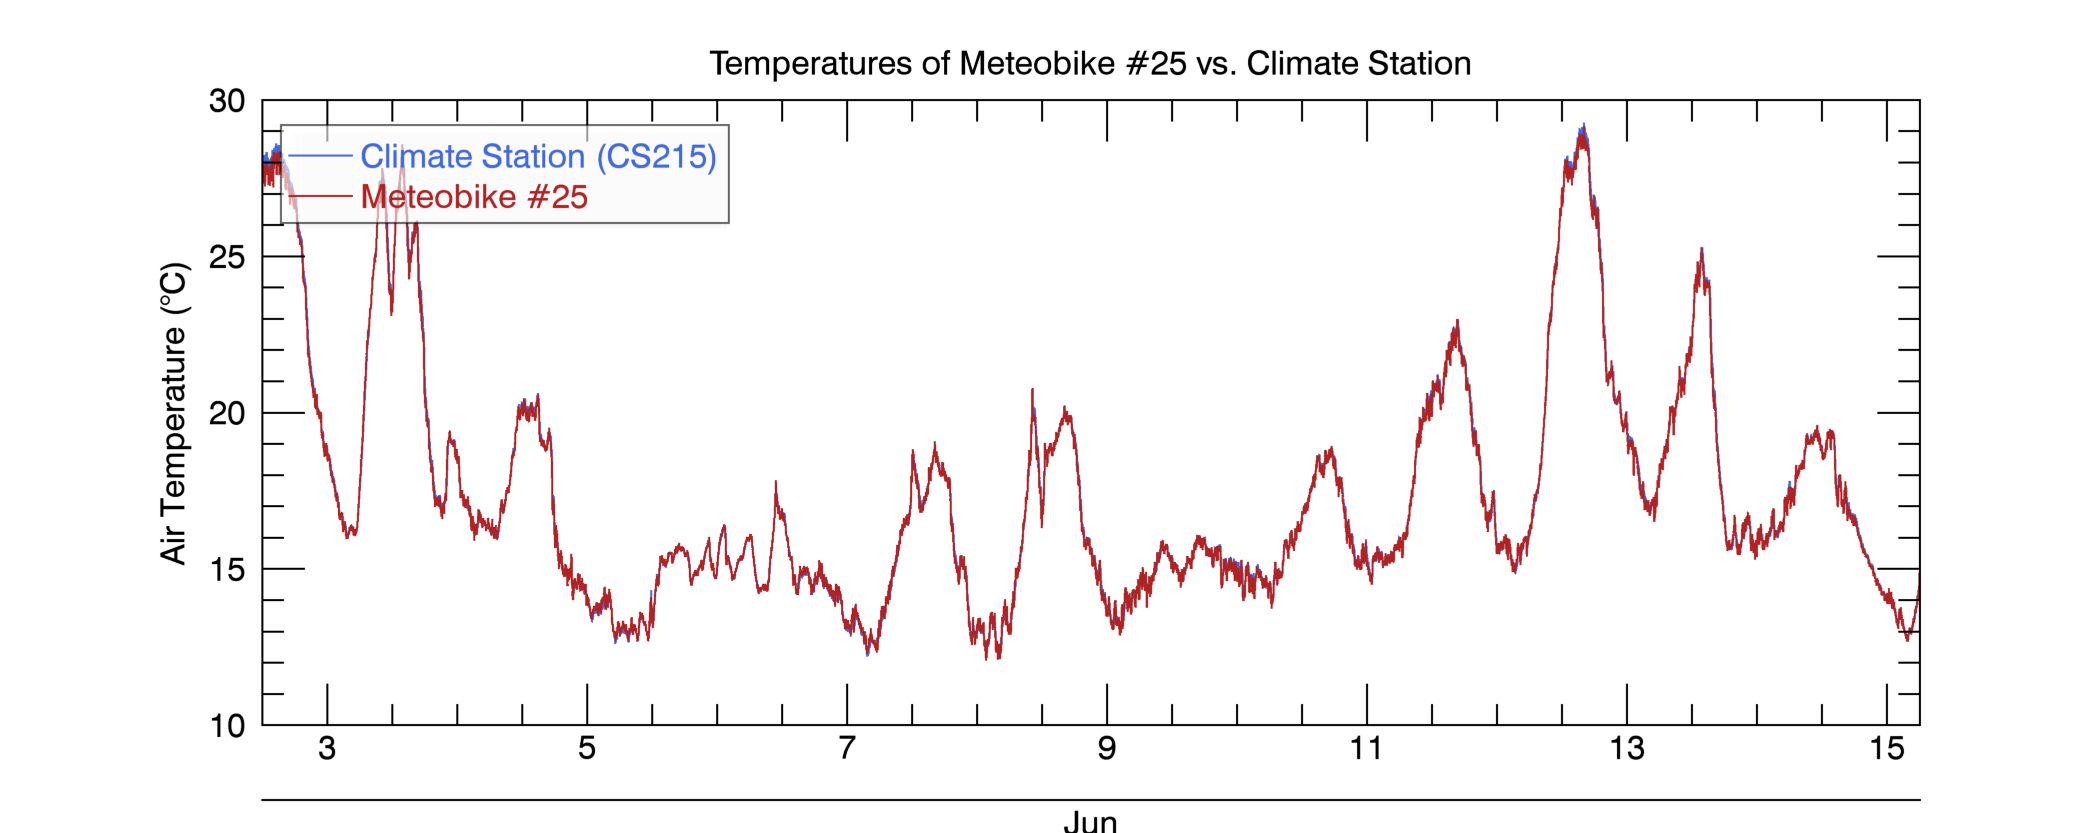 Temperatures of Meteobike #25 vs. Climate Station
30
Climate Station (CS215)
Meteobike #25
25
20
15
10
Air Temperature (°C)
3 5 7 9 11 13 15
Jun